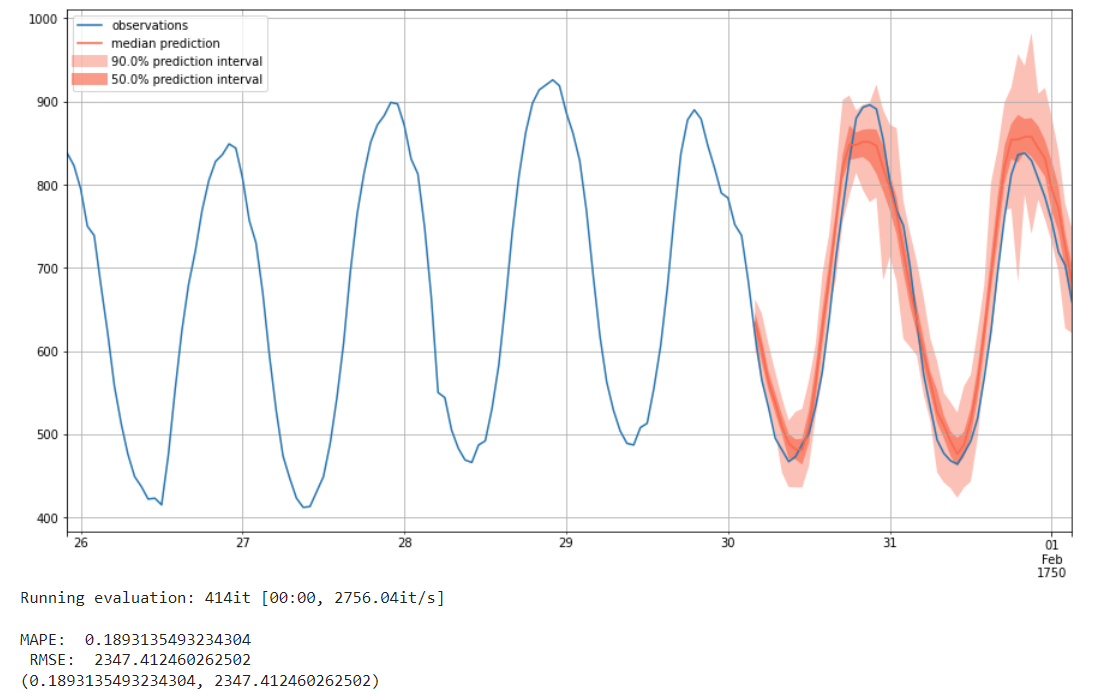 1000
900
800
700
600
500
400
observations
median prediction
90.0% prediction interval
50.0% prediction interval
26
27
28
29
30
31
01
Feb
1750
Running evaluation: 414it [00:00, 2756.04it/s]
MAPE:  0.1893135493234304
RMSE:  2347.412460262502
(0.1893135493234304, 2347.412460262502)